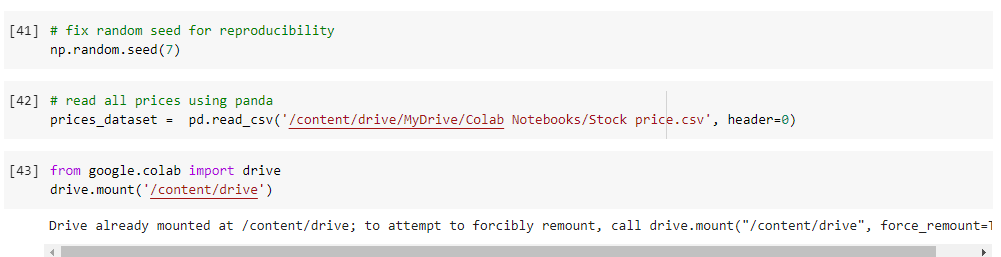 [41] # fix random seed for reproducibility
np.random.seed(7)
[42] # read all prices using panda
prices_dataset =  pd.read_csv('/content/drive/MyDrive/Colab Notebooks/Stock price.csv', header=0)
[43] from google.colab import drive
drive.mount('/content/drive')
Drive already mounted at /content/drive; to attempt to forcibly remount, call drive.mount("/content/drive", force_remount=